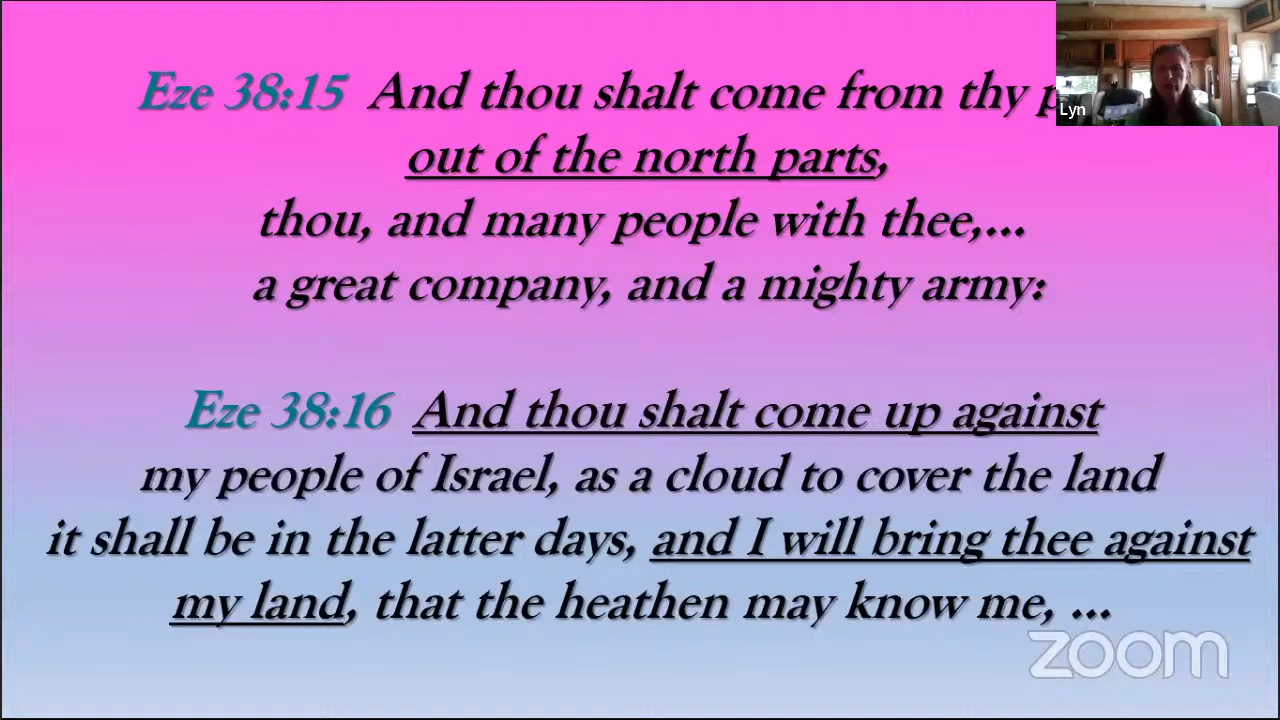 Eze 38:15 And thou shalt come from thy
out of the north parts,
thou, and many people with thee,...
a great company, and a mighty army:
Eze 38:16 And thou shalt come up against
my people of Israel, as a cloud to cover the land
it shall be in the latter days, and I will bring thee against
my land, that the heathen may know me, ...
Lyn
zoom